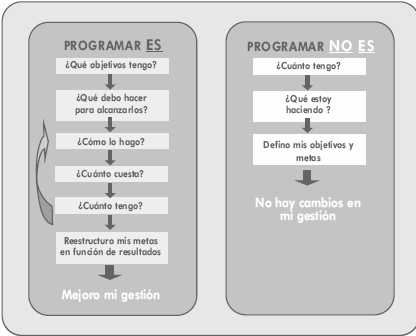 PROGRAMAR ES
¿Qué objetivos tengo?
¿Qué debo hacer
para alcanzarlos?
¿Cómo lo hago?
¿Cuánto cuesta?
¿Cuánto tengo?
Reestructuro mis metas
en función de resultados
Mejoro mi gestión
PROGRAMAR NO ES
¿Cuánto tengo?
¿Qué estoy
haciendo ?
Defino mis objetivos y
metas
No hay cambios en
mi gestión